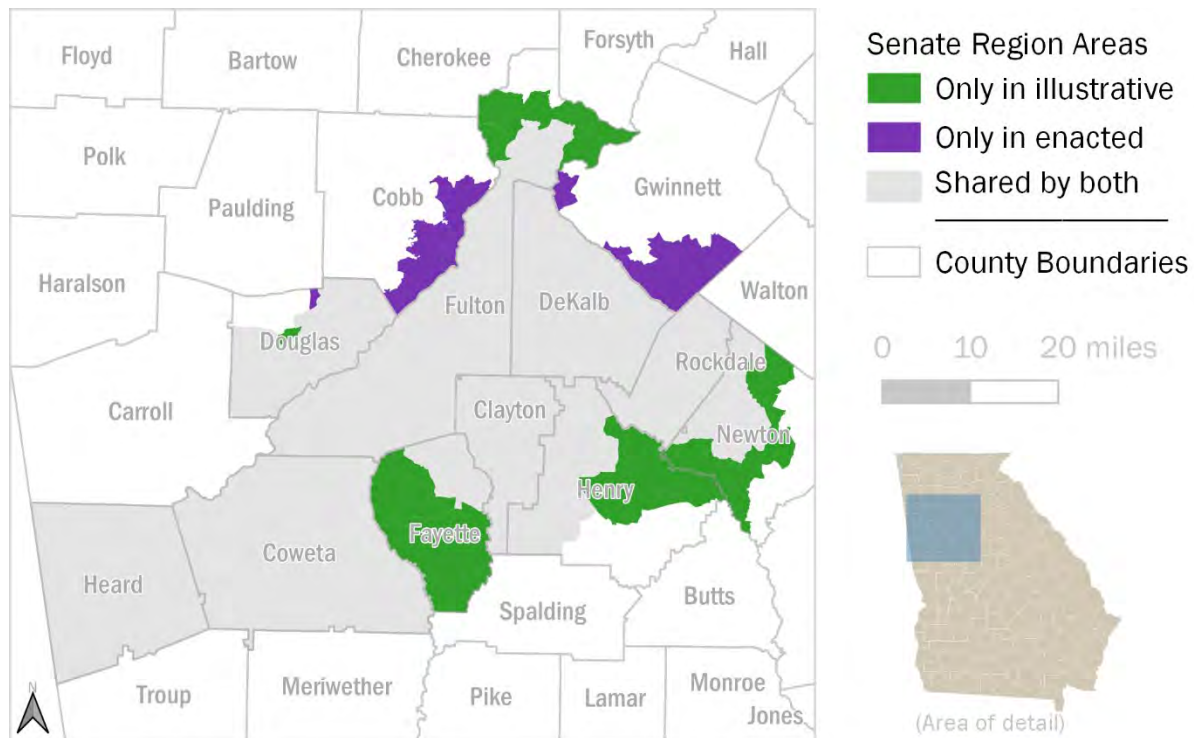 Floyd
Bartow
Cherokee
Forsyth
Hall
Polk
Paulding
Cobb
Gwinnett
Haralson
Fulton
DeKalb
Walton
Douglas
Rockdale
Carroll
Clayton
Newton
Henry
Fayette
Coweta
Heard
Spalding
Butts
Troup
Meriwether
Pike
Lamar
Monroe
Jones
N
Senate Region Areas
Only in illustrative
Only in enacted
Shared by both
County Boundaries
0 10 20 miles
(Area of detail)